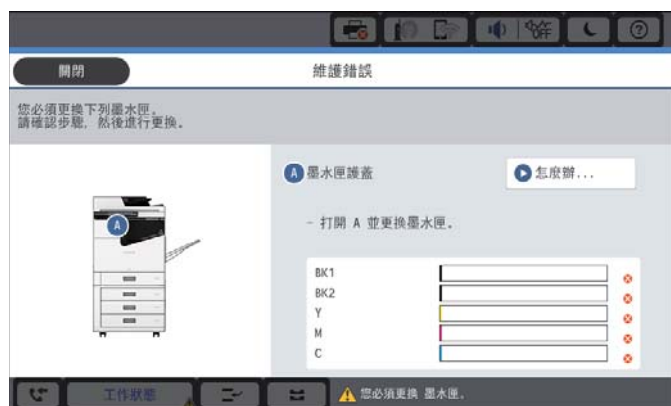 OFF
關閉
維護錯誤
您必須更換下列墨水匣.
請確認步驟, 然後進行更換.
A 墨水匣護蓋
怎麼辦...
A
- 打開 A 並更換墨水匣.
BK1
BK2
Y
M
C
工作狀態
您必須更換 墨水匣.